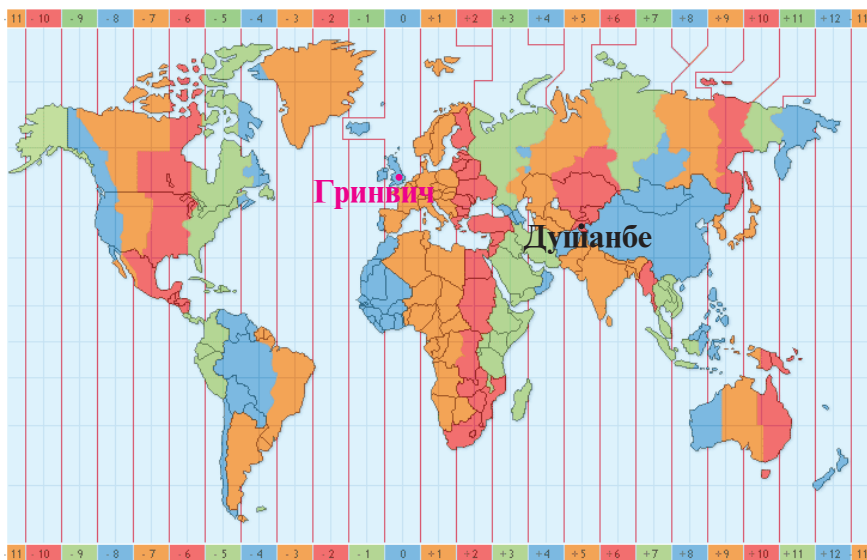 11 - 10 - 9 - 8 - 7 - 6 - 5 - 4 - 3 - 2 - 1 0 +1 +2 +3 +4 +5 +6 +7 +8 +9 +10 +11 +12 - 11
Гринвич
Душанбе
11 - 10 - 9 - 8 - 7 - 6 - 5 - 4 - 3 - 2 - 1 0 +1 +2 +3 +4 +5 +6 +7 +8 +9 +10 +11 +12 - 11